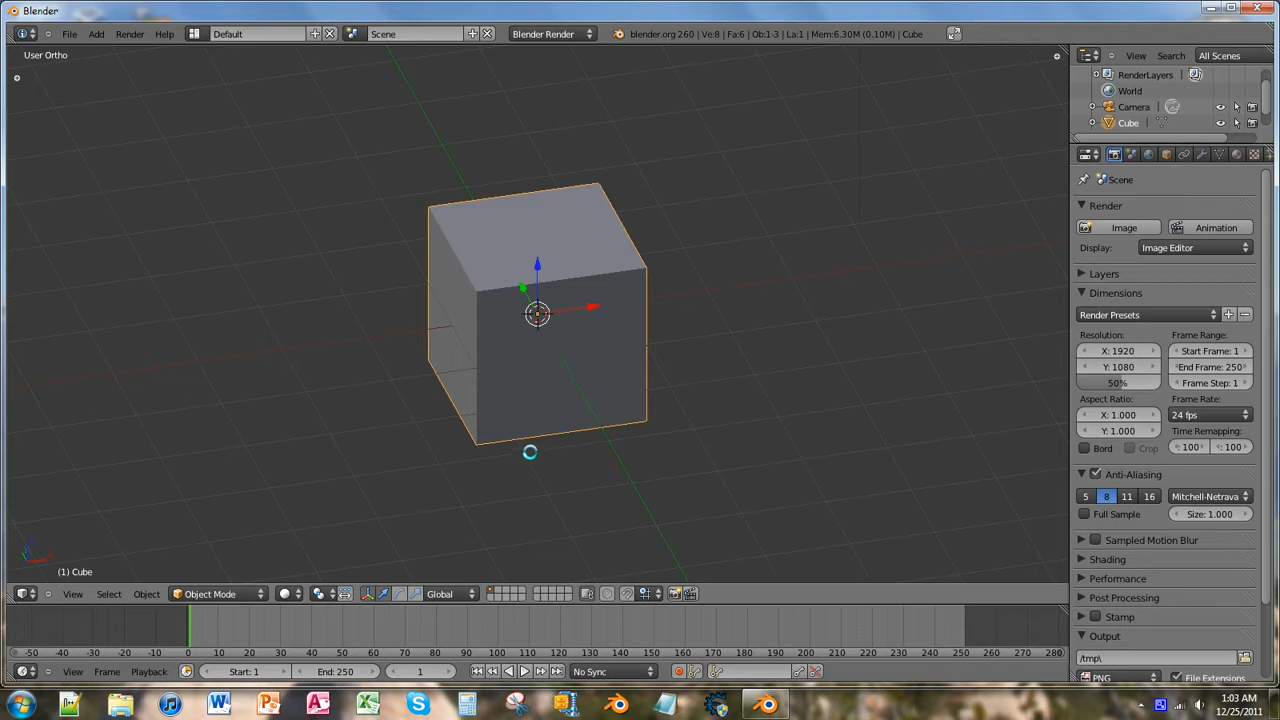 Blender
File Add Render Help Default Scene Blender Render blender.org 260 | Ve:8 | Fa:6 | Ob:1-3 | La:1 | Mem:6.30M (0.10M) | Cube
User Ortho
View Search All Scenes
RenderLayers
World
Camera
Cube
Scene
Render
Image Animation
Display: Image Editor
Layers
Dimensions
Render Presets
Resolution: Frame Range:
X: 1920 Start Frame: 1
Y: 1080 End Frame: 250
50% Frame Step: 1
Aspect Ratio: Frame Rate:
X: 1.000 24 fps
Y: 1.000 Time Remapping:
Bord Crop : 100 : 100
Anti-Aliasing
5 8 11 16 Mitchell-Netrava
Full Sample Size: 1.000
Sampled Motion Blur
Shading
Performance
Post Processing
Stamp
Output
/tmp\
PNG File Extensions
(1) Cube
View Select Object Object Mode Global
-50 -40 -30 -20 -10 0 10 20 30 40 50 60 70 80 90 100 110 120 130 140 150 160 170 180 190 200 210 220 230 240 250 260 270 280
View Frame Playback Start: 1 End: 250 1 No Sync
1:03 AM
12/25/2011